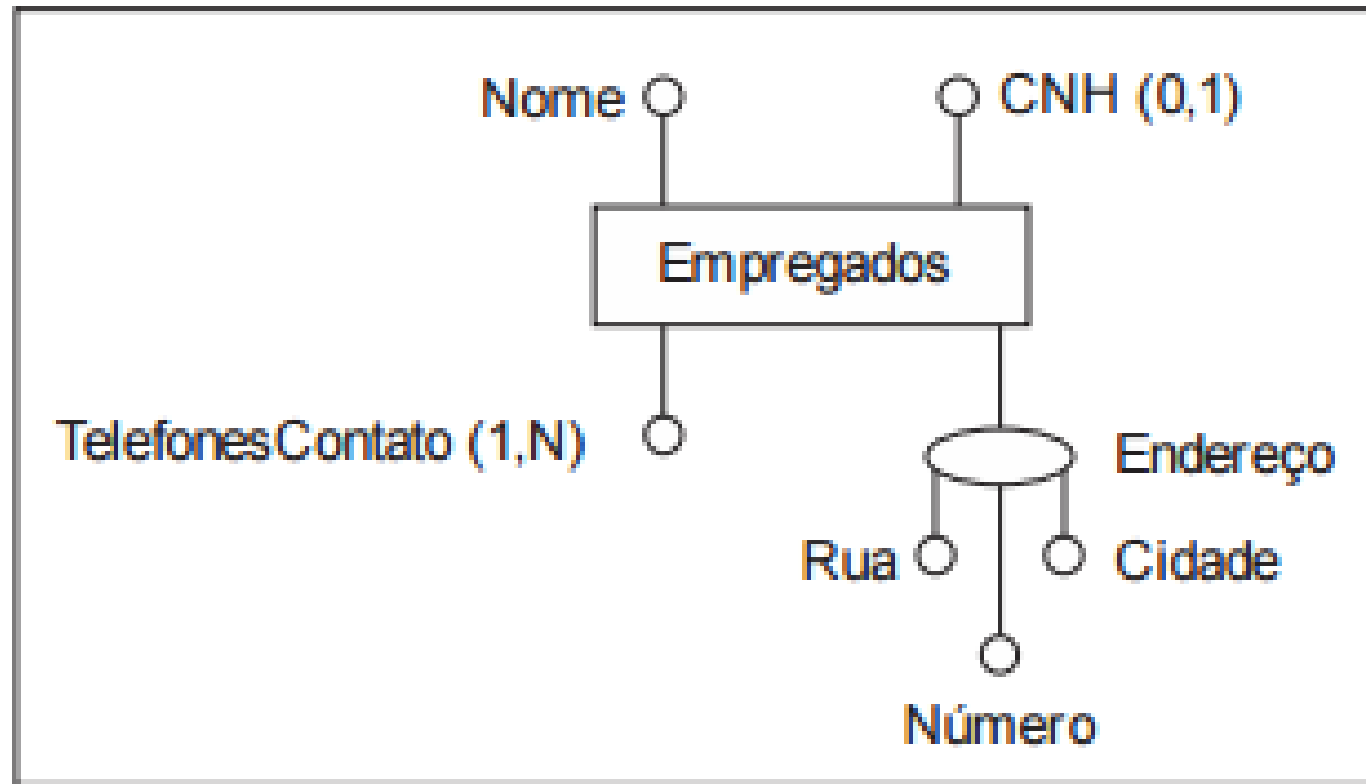 Nome
CNH (0,1)
Empregados
TelefonesContato (1,N)
Endereço
Rua
Cidade
Número